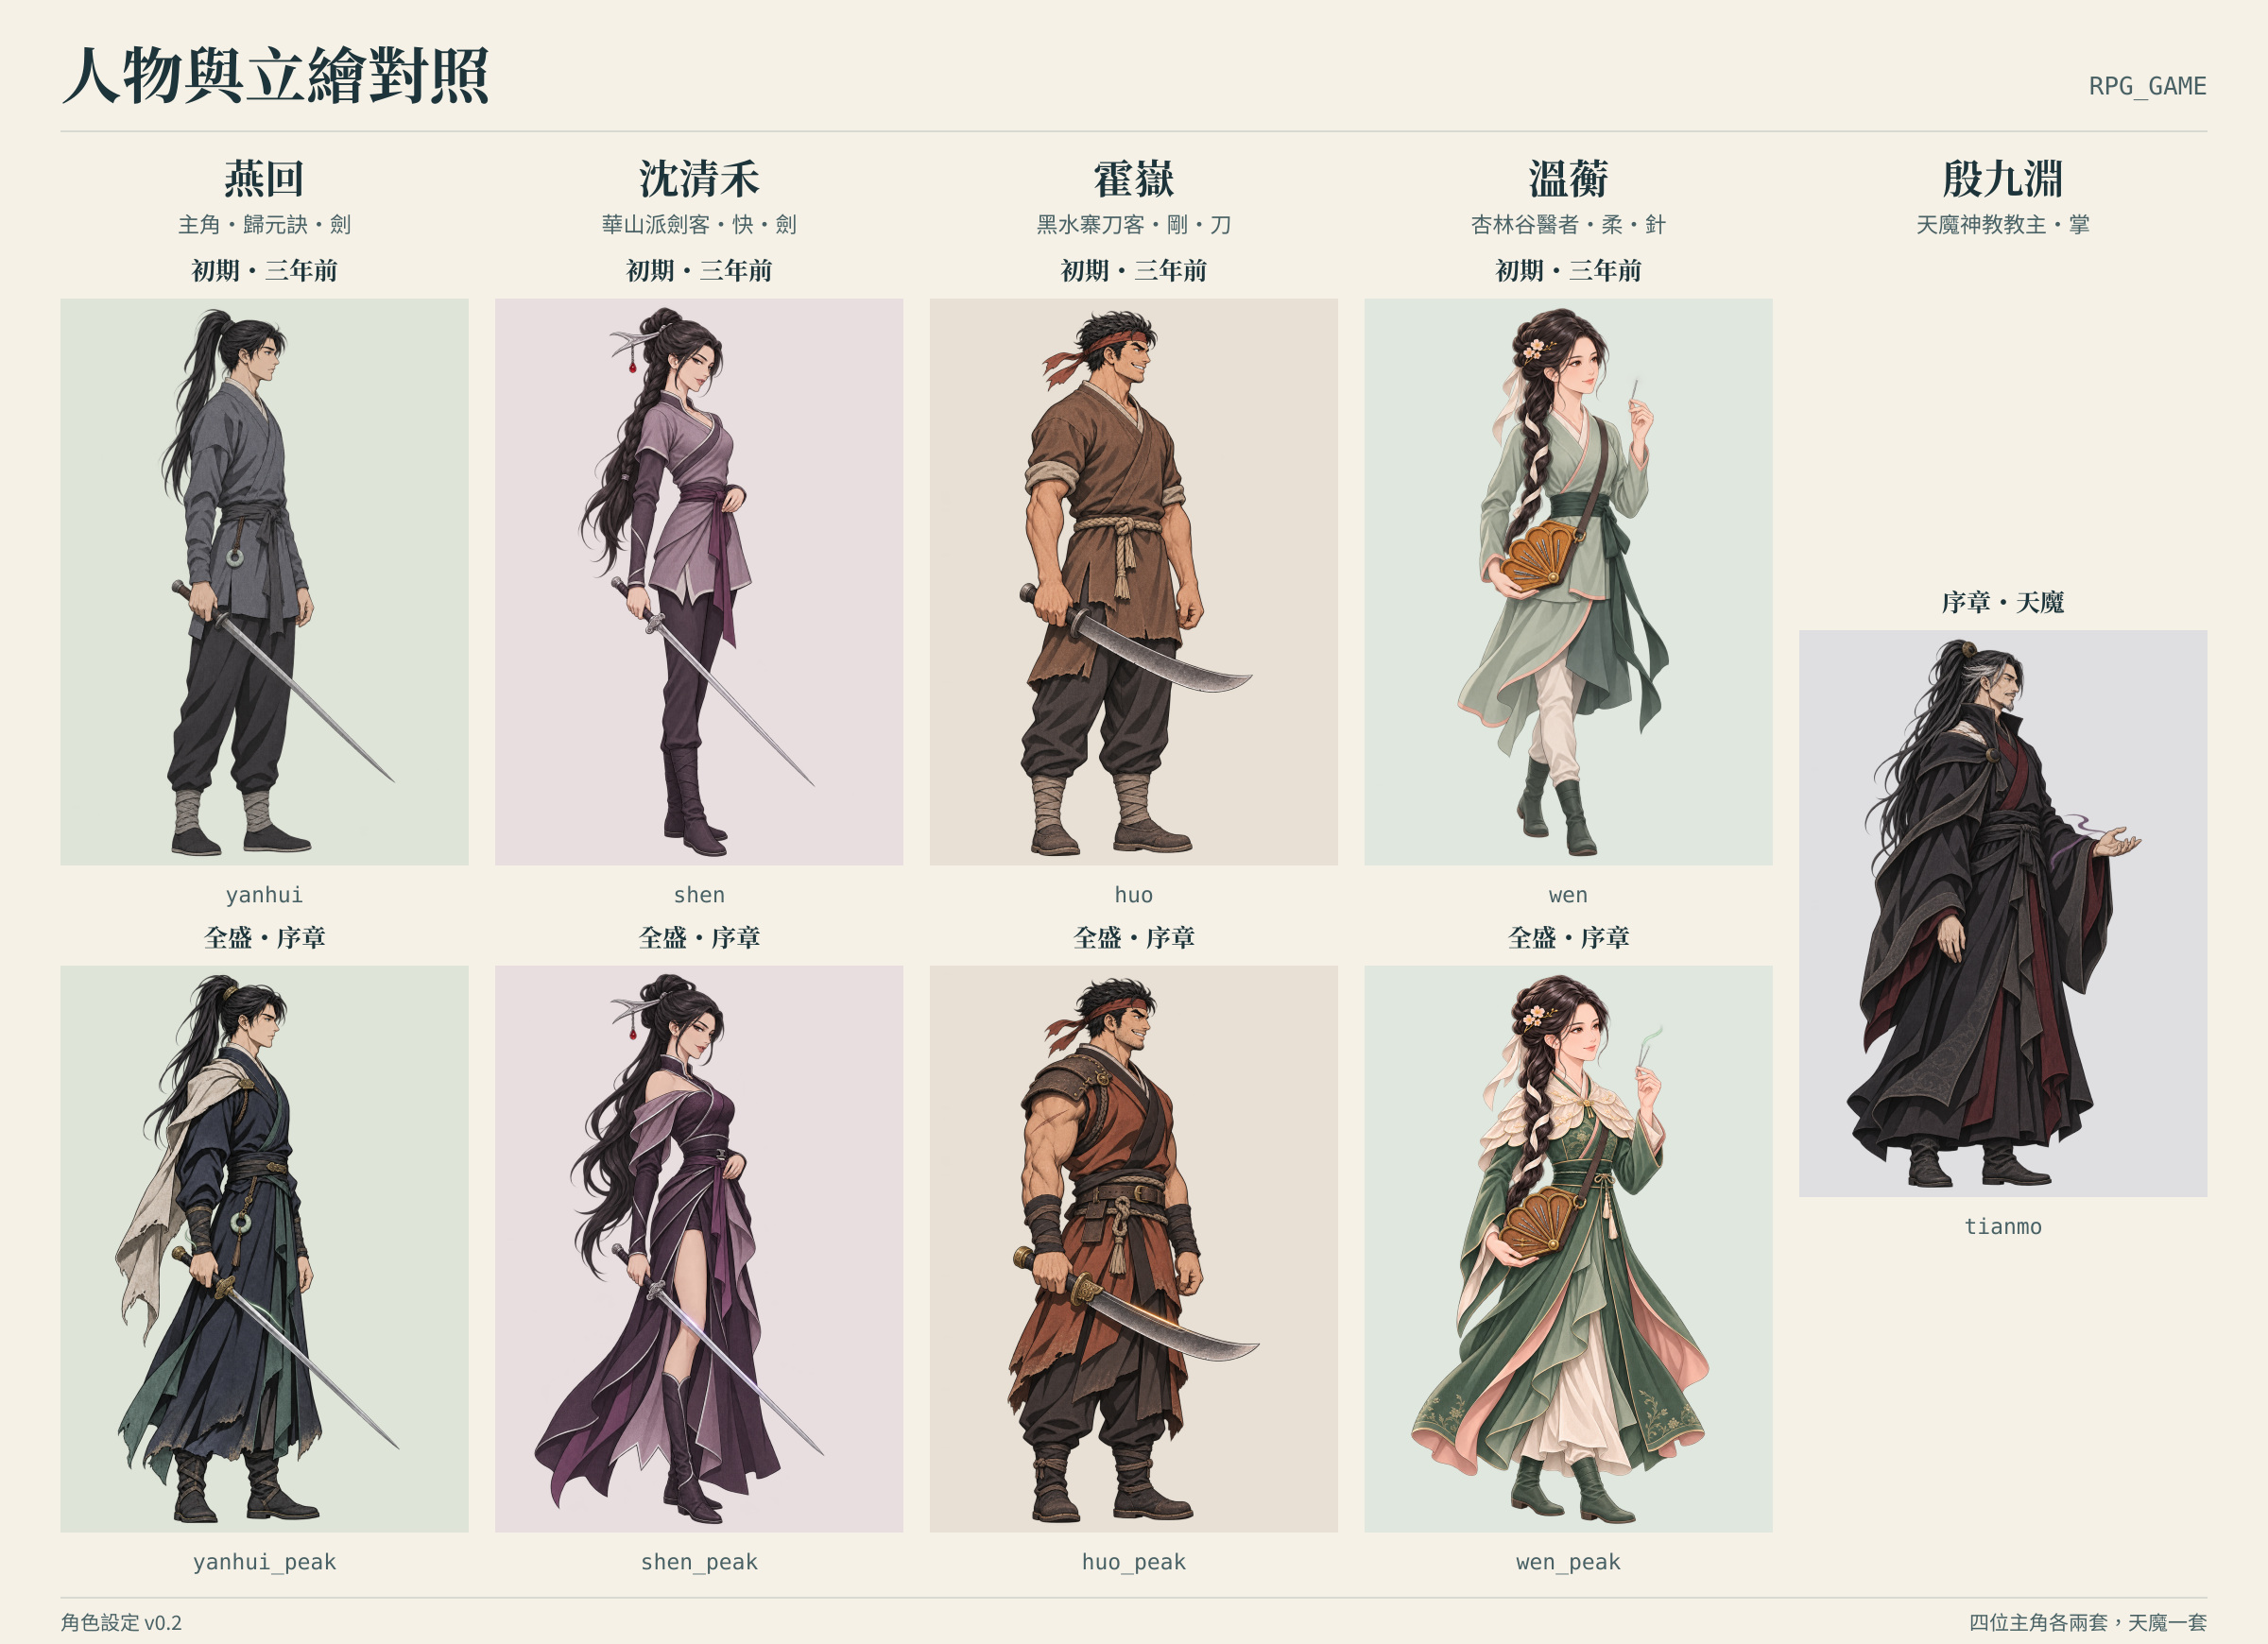 人物與立繪對照
RPG_GAME
燕回
主角・歸元訣・劍
初期・三年前
yanhui
全盛・序章
yanhui_peak
沈清禾
華山派劍客・快・劍
初期・三年前
shen
全盛・序章
shen_peak
霍嶽
黑水寨刀客・剛・刀
初期・三年前
huo
全盛・序章
huo_peak
溫蘅
杏林谷醫者・柔・針
初期・三年前
wen
全盛・序章
wen_peak
殷九淵
天魔神教教主・掌
序章・天魔
tianmo
角色設定 v0.2
四位主角各兩套，天魔一套